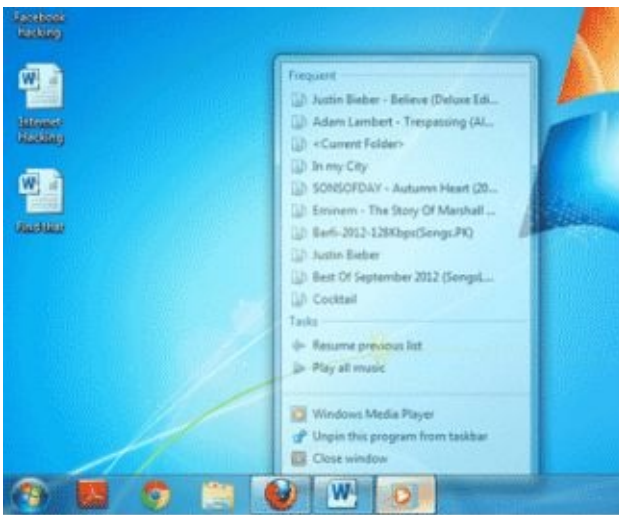 Facebook
Hacking
Internet
Hacking
Find that
Frequent
Justin Bieber - Believe (Deluxe Edi...
Adam Lambert - Trespassing (Al...
<Current Folder>
In my City
SONSOFDAY - Autumn Heart (20...
Eminem - The Story Of Marshall ...
Barfi-2012-128Kbps(Songs.PK)
Justin Bieber
Best Of September 2012 (SongsL...
Cocktail
Tasks
Resume previous list
Play all music
Windows Media Player
Unpin this program from taskbar
Close window